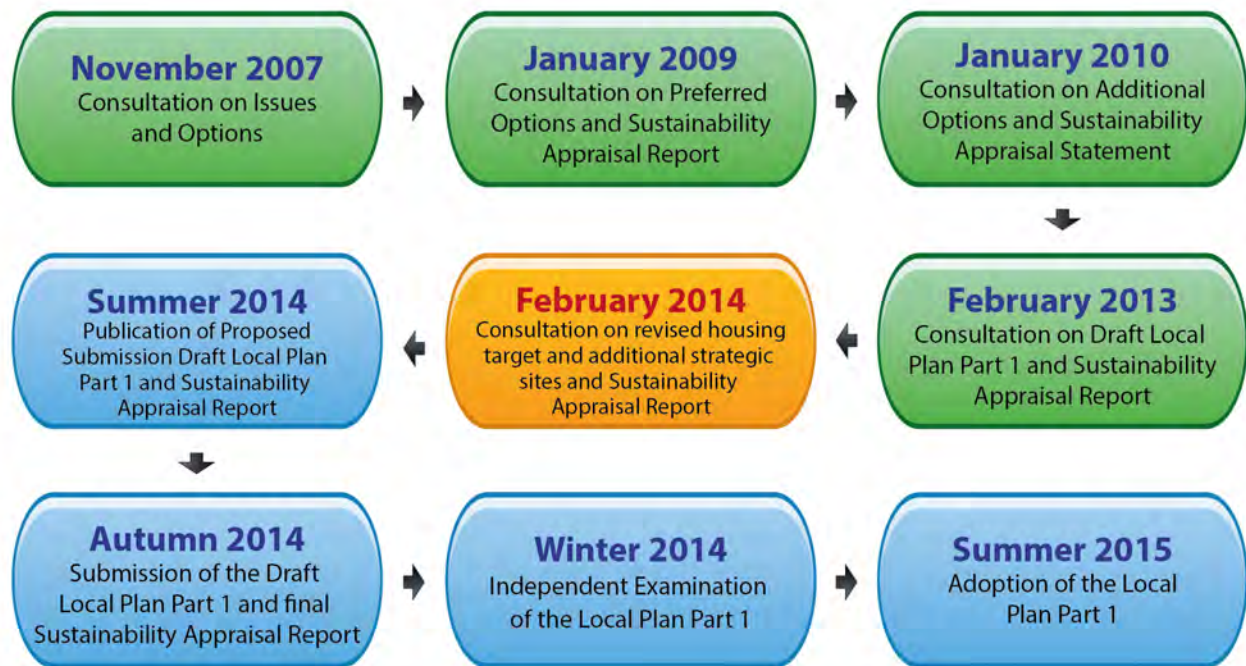 November 2007
Consultation on Issues
and Options
January 2009
Consultation on Preferred
Options and Sustainability
Appraisal Report
January 2010
Consultation on Additional
Options and Sustainability
Appraisal Statement
February 2013
Consultation on Draft Local
Plan Part 1 and Sustainability
Appraisal Report
February 2014
Consultation on revised housing
target and additional strategic
sites and Sustainability
Appraisal Report
Summer 2014
Publication of Proposed
Submission Draft Local Plan
Part 1 and Sustainability
Appraisal Report
Autumn 2014
Submission of the Draft
Local Plan Part 1 and final
Sustainability Appraisal Report
Winter 2014
Independent Examination
of the Local Plan Part 1
Summer 2015
Adoption of the Local
Plan Part 1